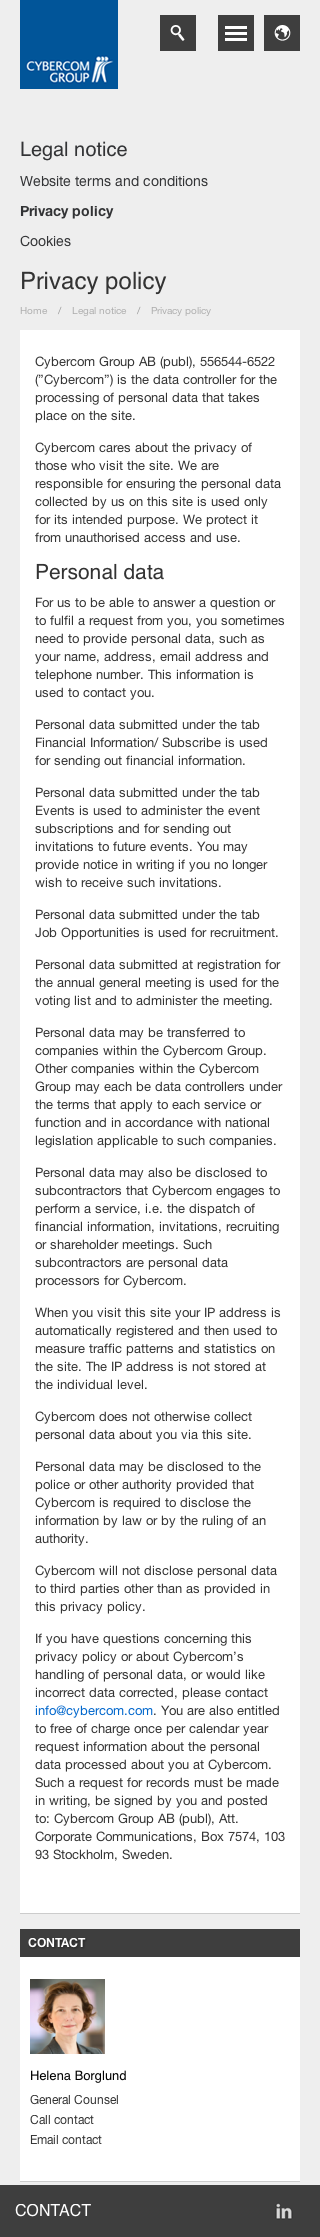 CYBERCOM
GROUP
Legal notice
Website terms and conditions
Privacy policy
Cookies
Privacy policy
Home / Legal notice / Privacy policy
Cybercom Group AB (publ), 556544-6522
("Cybercom") is the data controller for the
processing of personal data that takes
place on the site.
Cybercom cares about the privacy of
those who visit the site. We are
responsible for ensuring the personal data
collected by us on this site is used only
for its intended purpose. We protect it
from unauthorised access and use.
Personal data
For us to be able to answer a question or
to fulfil a request from you, you sometimes
need to provide personal data, such as
your name, address, email address and
telephone number. This information is
used to contact you.
Personal data submitted under the tab
Financial Information/ Subscribe is used
for sending out financial information.
Personal data submitted under the tab
Events is used to administer the event
subscriptions and for sending out
invitations to future events. You may
provide notice in writing if you no longer
wish to receive such invitations.
Personal data submitted under the tab
Job Opportunities is used for recruitment.
Personal data submitted at registration for
the annual general meeting is used for the
voting list and to administer the meeting.
Personal data may be transferred to
companies within the Cybercom Group.
Other companies within the Cybercom
Group may each be data controllers under
the terms that apply to each service or
function and in accordance with national
legislation applicable to such companies.
Personal data may also be disclosed to
subcontractors that Cybercom engages to
perform a service, i.e. the dispatch of
financial information, invitations, recruiting
or shareholder meetings. Such
subcontractors are personal data
processors for Cybercom.
When you visit this site your IP address is
automatically registered and then used to
measure traffic patterns and statistics on
the site. The IP address is not stored at
the individual level.
Cybercom does not otherwise collect
personal data about you via this site.
Personal data may be disclosed to the
police or other authority provided that
Cybercom is required to disclose the
information by law or by the ruling of an
authority.
Cybercom will not disclose personal data
to third parties other than as provided in
this privacy policy.
If you have questions concerning this
privacy policy or about Cybercom's
handling of personal data, or would like
incorrect data corrected, please contact
info@cybercom.com. You are also entitled
to free of charge once per calendar year
request information about the personal
data processed about you at Cybercom.
Such a request for records must be made
in writing, be signed by you and posted
to: Cybercom Group AB (publ), Att.
Corporate Communications, Box 7574, 103
93 Stockholm, Sweden.
CONTACT
Helena Borglund
General Counsel
Call contact
Email contact
CONTACT in